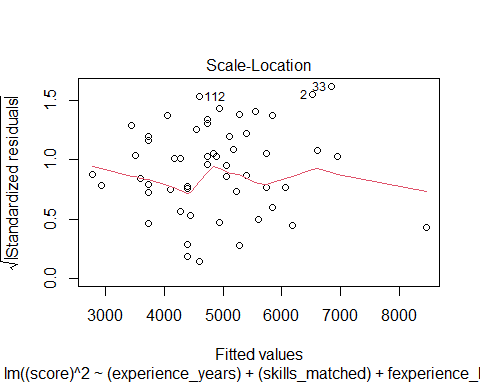 Scale-Location
√|Standardized residuals|
1.5
1.0
0.5
0.0
112
2
33
3000 4000 5000 6000 7000 8000
Fitted values
lm((score)^2 ~ (experience_years) + (skills_matched) + fexperience_l